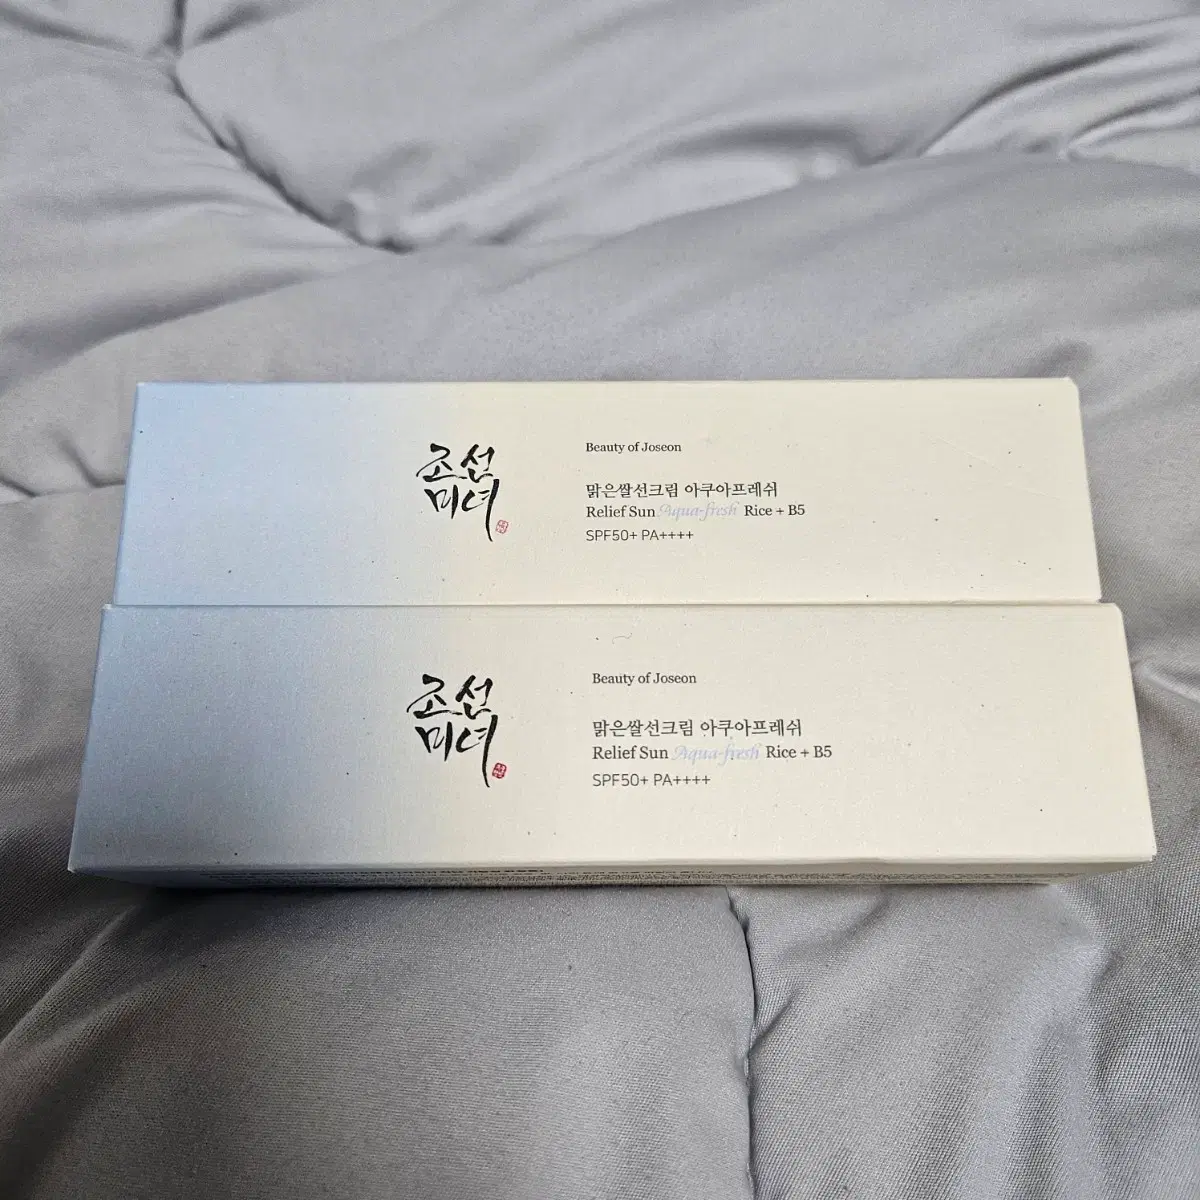 조선
미녀
Beauty of Joseon
맑은쌀선크림 아쿠아프레쉬
Relief Sun Aqua-fresh Rice + B5
SPF50+ PA++++
조선
미녀
Beauty of Joseon
맑은쌀선크림 아쿠아프레쉬
Relief Sun Aqua-fresh Rice + B5
SPF50+ PA++++